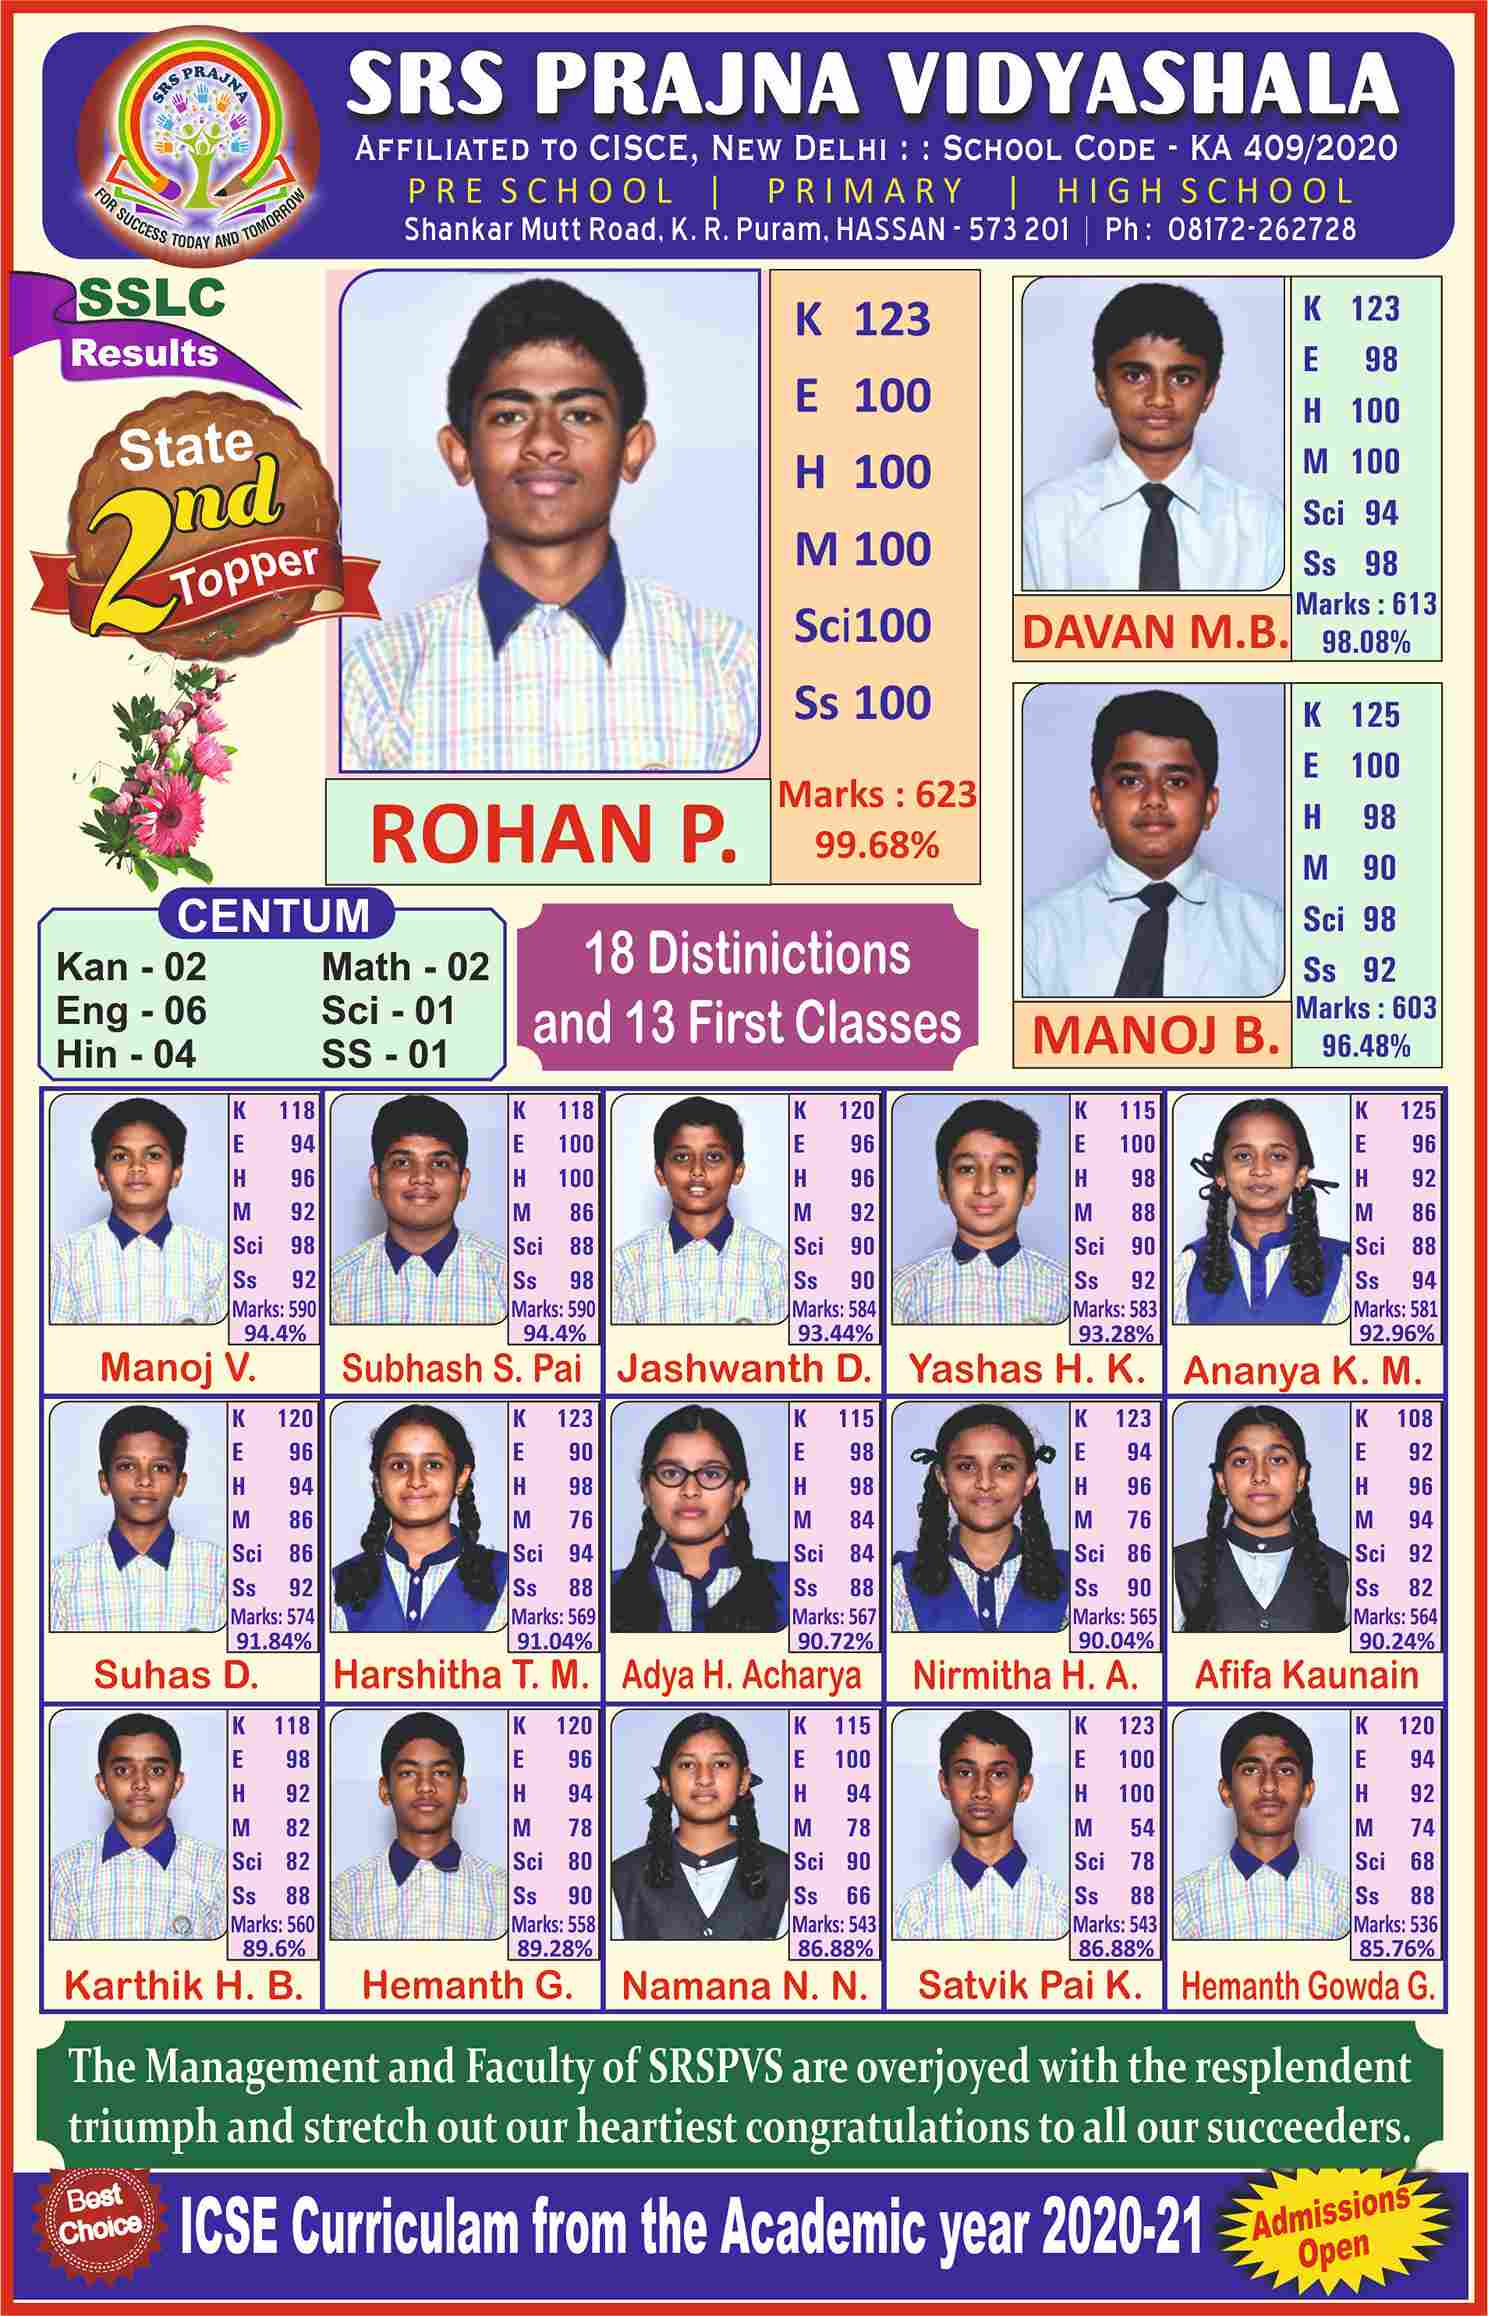 SRS PRAJNA
FOR SUCCESS TODAY AND TOMORROW
SRS PRAJNA VIDYASHALA
AFFILIATED TO CISCE, NEW DELHI : : SCHOOL CODE - KA 409/2020
PRE SCHOOL | PRIMARY | HIGH SCHOOL
Shankar Mutt Road, K. R. Puram, HASSAN - 573 201 | Ph : 08172-262728
SSLC
Results
State
2nd
Topper
K 123
E 100
H 100
M 100
Sci 100
Ss 100
Marks : 623
99.68%
ROHAN P.
K 123
E 98
H 100
M 100
Sci 94
Ss 98
Marks : 613
98.08%
DAVAN M.B.
K 125
E 100
H 98
M 90
Sci 98
Ss 92
Marks : 603
96.48%
MANOJ B.
CENTUM
Kan - 02 Math - 02
Eng - 06 Sci - 01
Hin - 04 SS - 01
18 Distinictions
and 13 First Classes
K 118
E 94
H 96
M 92
Sci 98
Ss 92
Marks: 590
94.4%
Manoj V.
K 118
E 100
H 100
M 86
Sci 88
Ss 98
Marks: 590
94.4%
Subhash S. Pai
K 120
E 96
H 96
M 92
Sci 90
Ss 90
Marks: 584
93.44%
Jashwanth D.
K 115
E 100
H 98
M 88
Sci 90
Ss 92
Marks: 583
93.28%
Yashas H. K.
K 125
E 96
H 92
M 86
Sci 88
Ss 94
Marks: 581
92.96%
Ananya K. M.
K 120
E 96
H 94
M 86
Sci 86
Ss 92
Marks: 574
91.84%
Suhas D.
K 123
E 90
H 98
M 76
Sci 94
Ss 88
Marks: 569
91.04%
Harshitha T. M.
K 115
E 98
H 98
M 84
Sci 84
Ss 88
Marks: 567
90.72%
Adya H. Acharya
K 123
E 94
H 96
M 76
Sci 86
Ss 90
Marks: 565
90.04%
Nirmitha H. A.
K 108
E 92
H 96
M 94
Sci 92
Ss 82
Marks: 564
90.24%
Afifa Kaunain
K 118
E 98
H 92
M 82
Sci 82
Ss 88
Marks: 560
89.6%
Karthik H. B.
K 120
E 96
H 94
M 78
Sci 80
Ss 90
Marks: 558
89.28%
Hemanth G.
K 115
E 100
H 94
M 78
Sci 90
Ss 66
Marks: 543
86.88%
Namana N. N.
K 123
E 100
H 100
M 54
Sci 78
Ss 88
Marks: 543
86.88%
Satvik Pai K.
K 120
E 94
H 92
M 74
Sci 68
Ss 88
Marks: 536
85.76%
Hemanth Gowda G.
The Management and Faculty of SRSPVS are overjoyed with the resplendent
triumph and stretch out our heartiest congratulations to all our succeeders.
Best
Choice
ICSE Curriculam from the Academic year 2020-21
Admissions
Open